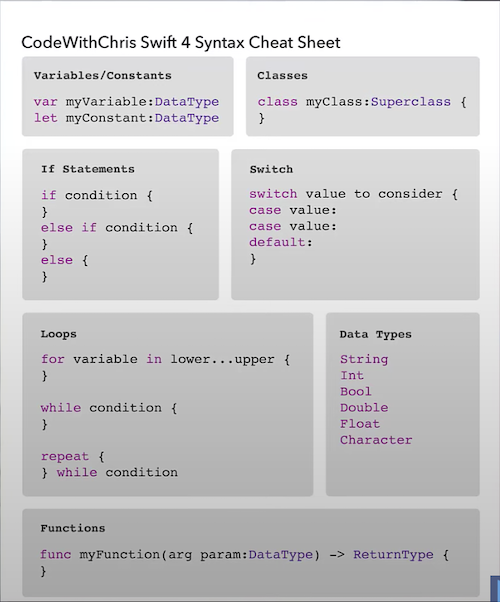 CodeWithChris Swift 4 Syntax Cheat Sheet
Variables/Constants
var myVariable:DataType
let myConstant:DataType
Classes
class myClass:Superclass {
}
If Statements
if condition {
}
else if condition {
}
else {
}
Switch
switch value to consider {
case value:
case value:
default:
}
Loops
for variable in lower...upper {
}
while condition {
}
repeat {
} while condition
Data Types
String
Int
Bool
Double
Float
Character
Functions
func myFunction(arg param:DataType) -> ReturnType {
}